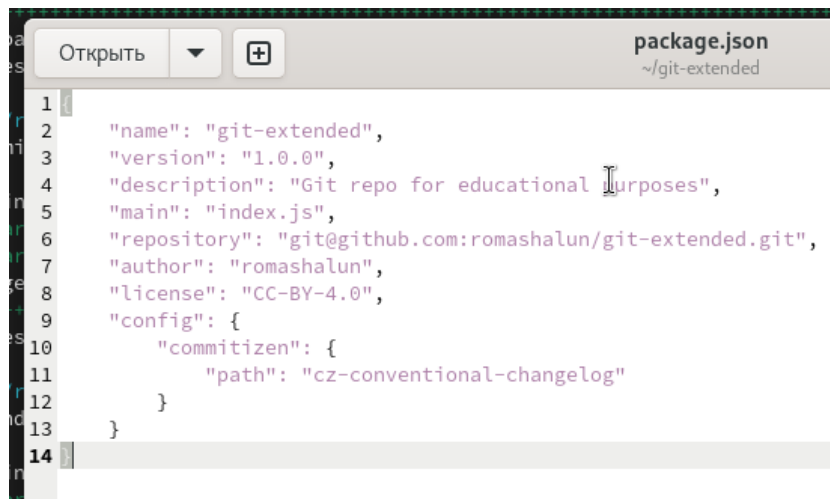 Открыть
package.json
~/git-extended
1 {
2     "name": "git-extended",
3     "version": "1.0.0",
4     "description": "Git repo for educational purposes",
5     "main": "index.js",
6     "repository": "git@github.com:romashalun/git-extended.git",
7     "author": "romashalun",
8     "license": "CC-BY-4.0",
9     "config": {
10         "commitizen": {
11             "path": "cz-conventional-changelog"
12         }
13     }
14 }